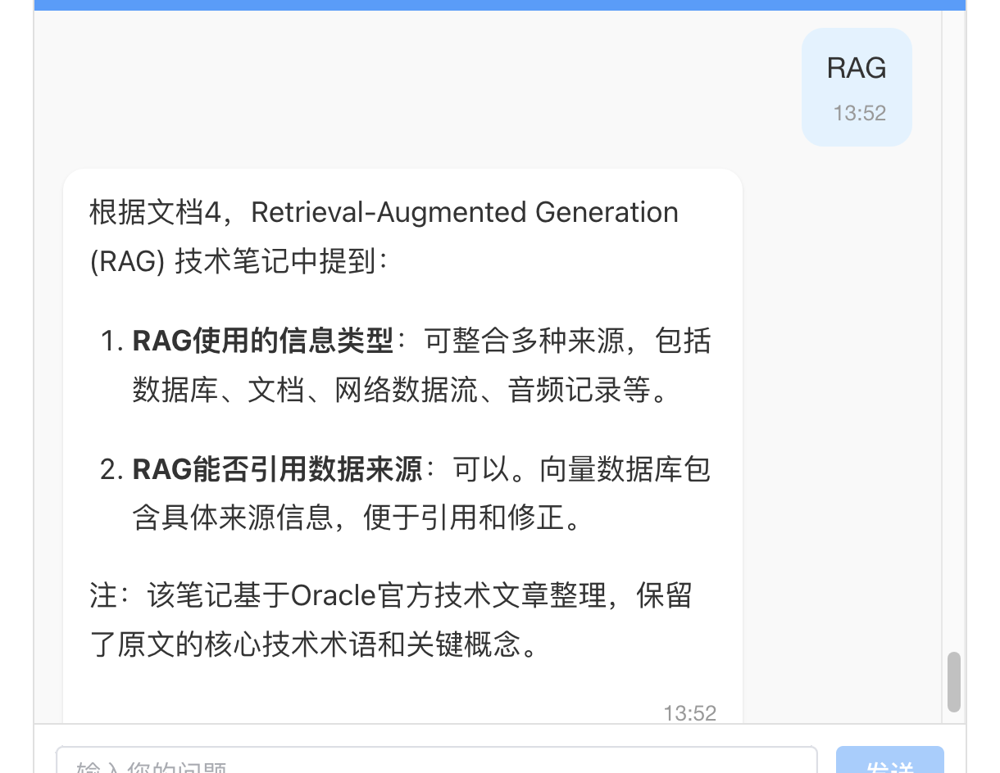 RAG
13:52
根据文档4，Retrieval-Augmented Generation
(RAG) 技术笔记中提到：
1. RAG使用的信息类型：可整合多种来源，包括
数据库、文档、网络数据流、音频记录等。
2. RAG能否引用数据来源：可以。向量数据库包
含具体来源信息，便于引用和修正。
注：该笔记基于Oracle官方技术文章整理，保留
了原文的核心技术术语和关键概念。
13:52
输入您的问题
发送